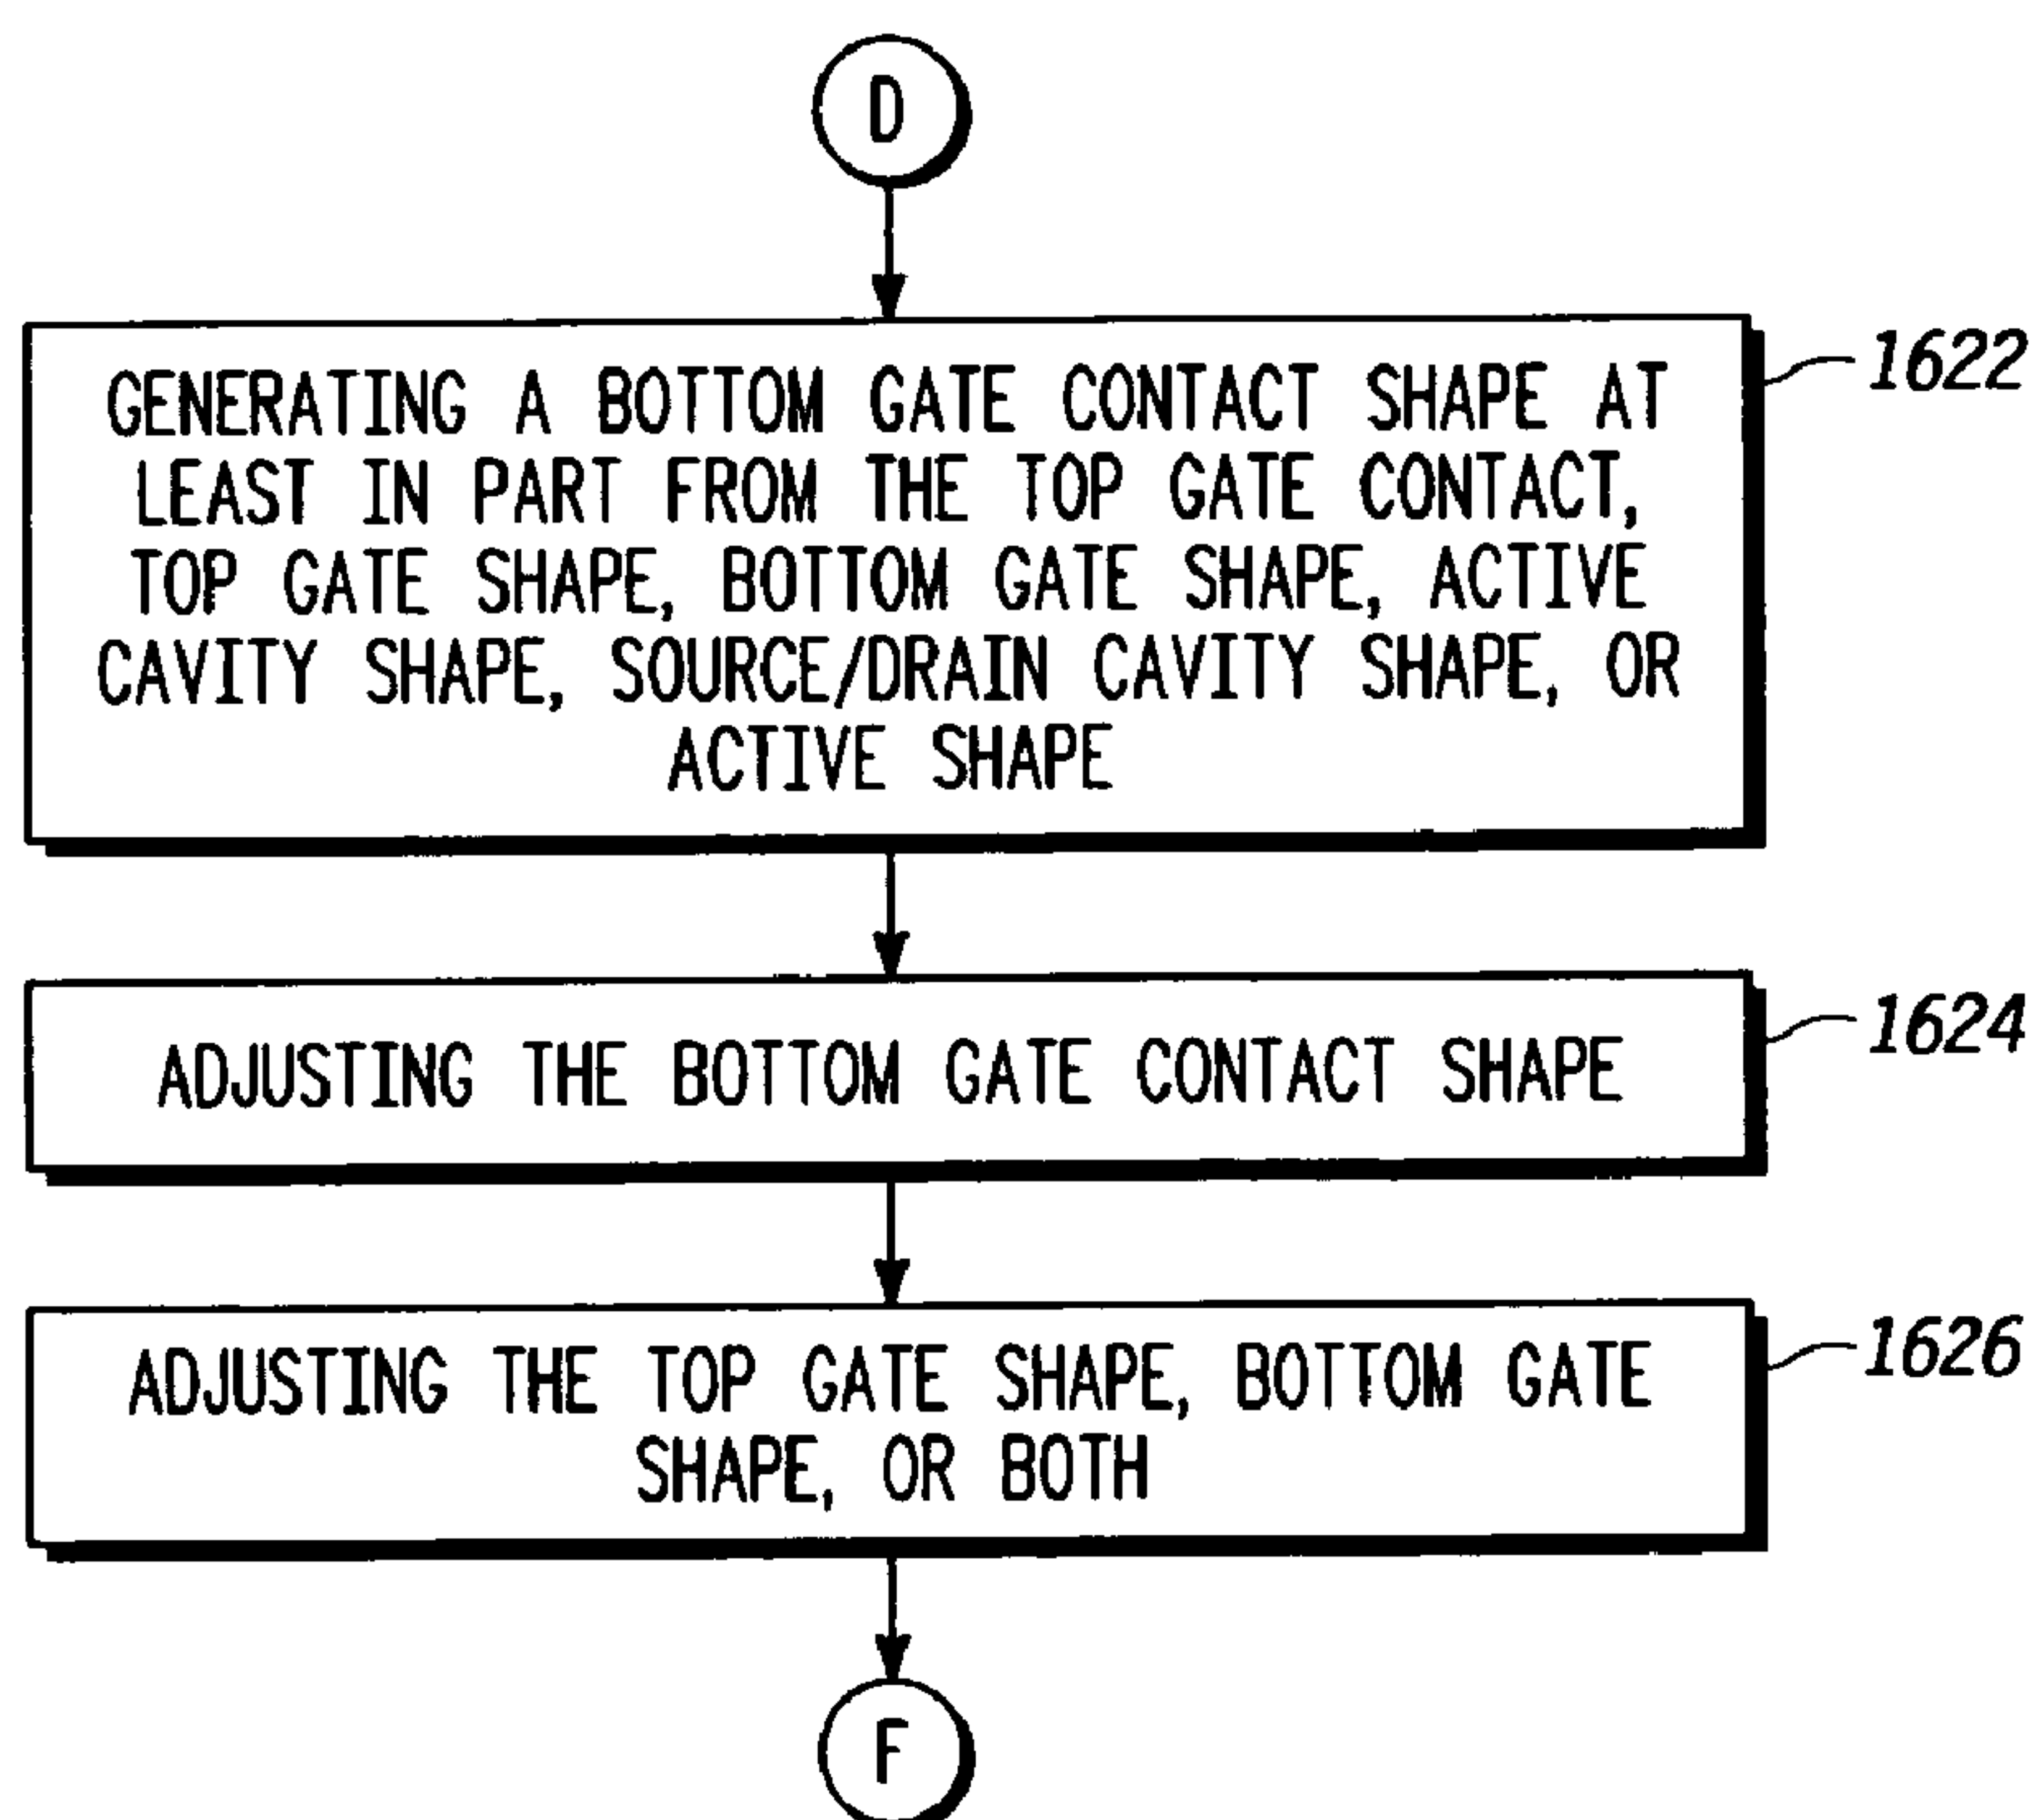 D
GENERATING A BOTTOM GATE CONTACT SHAPE AT
LEAST IN PART FROM THE TOP GATE CONTACT,
TOP GATE SHAPE, BOTTOM GATE SHAPE, ACTIVE
CAVITY SHAPE, SOURCE/DRAIN CAVITY SHAPE, OR
ACTIVE SHAPE
1622
ADJUSTING THE BOTTOM GATE CONTACT SHAPE
1624
ADJUSTING THE TOP GATE SHAPE, BOTTOM GATE
SHAPE, OR BOTH
1626
F